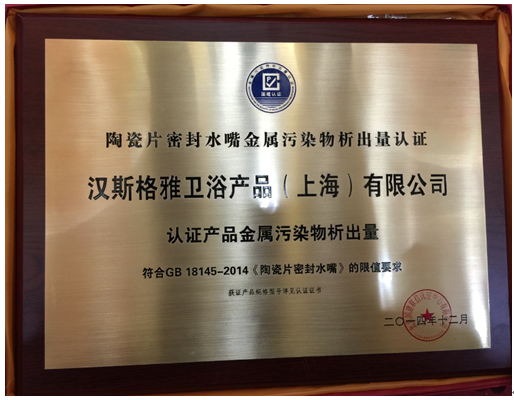 国推认证
陶瓷片密封水嘴金属污染物析出量认证
汉斯格雅卫浴产品（上海）有限公司
认证产品金属污染物析出量
符合GB 18145-2014《陶瓷片密封水嘴》的限值要求
获证产品规格型号详见认证证书
二〇一四年十二月